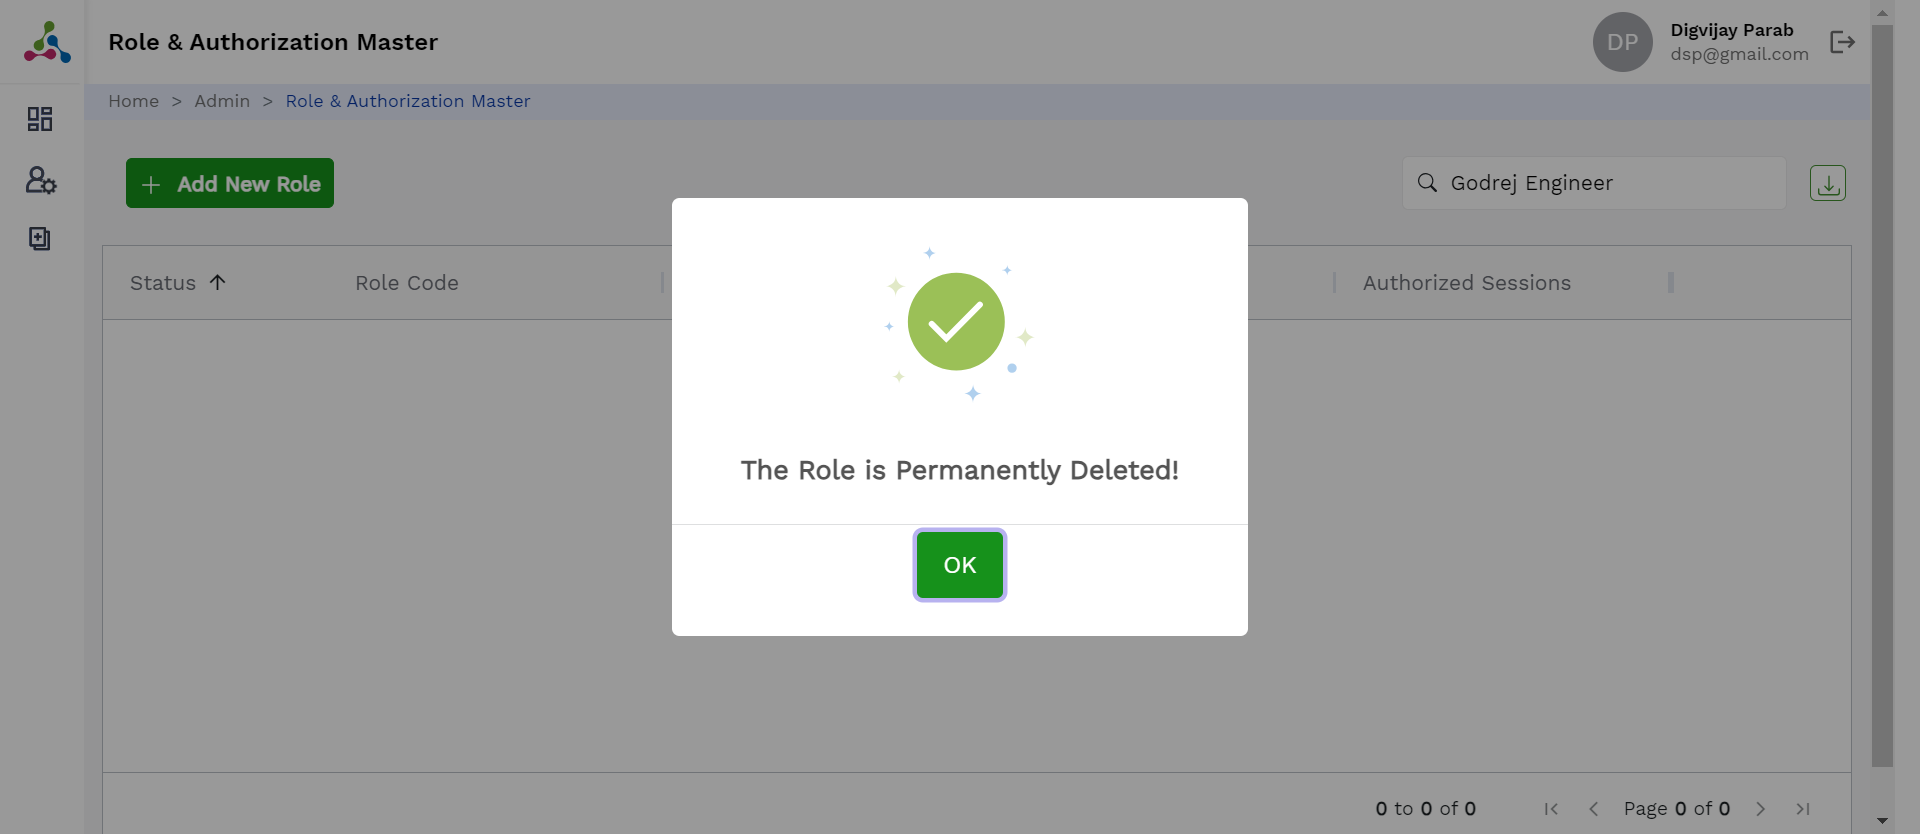 Role & Authorization Master
DP
Digvijay Parab
dsp@gmail.com
Home > Admin > Role & Authorization Master
+ Add New Role
Godrej Engineer
Status ↑ Role Code Authorized Sessions
The Role is Permanently Deleted!
OK
0 to 0 of 0 Page 0 of 0